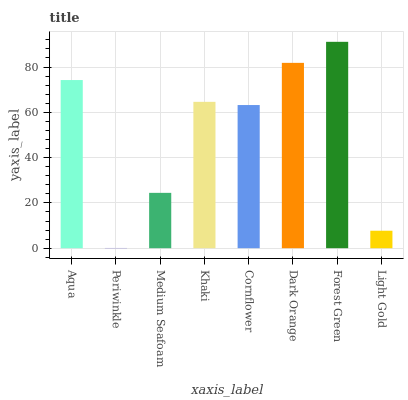 title
yaxis_label
80
60
40
20
0
Aqua
Periwinkle
Medium Seafoam
Khaki
Cornflower
Dark Orange
Forest Green
Light Gold
xaxis_label